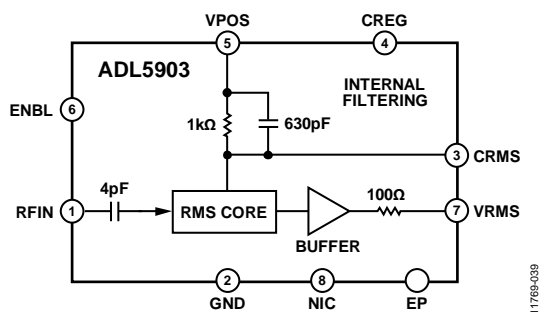 VPOS
CREG
5
4
ADL5903
INTERNAL
FILTERING
ENBL
6
1kΩ
630pF
3
CRMS
4pF
100Ω
RFIN
1
RMS CORE
7
VRMS
BUFFER
2
8
GND
NIC
EP
11769-039